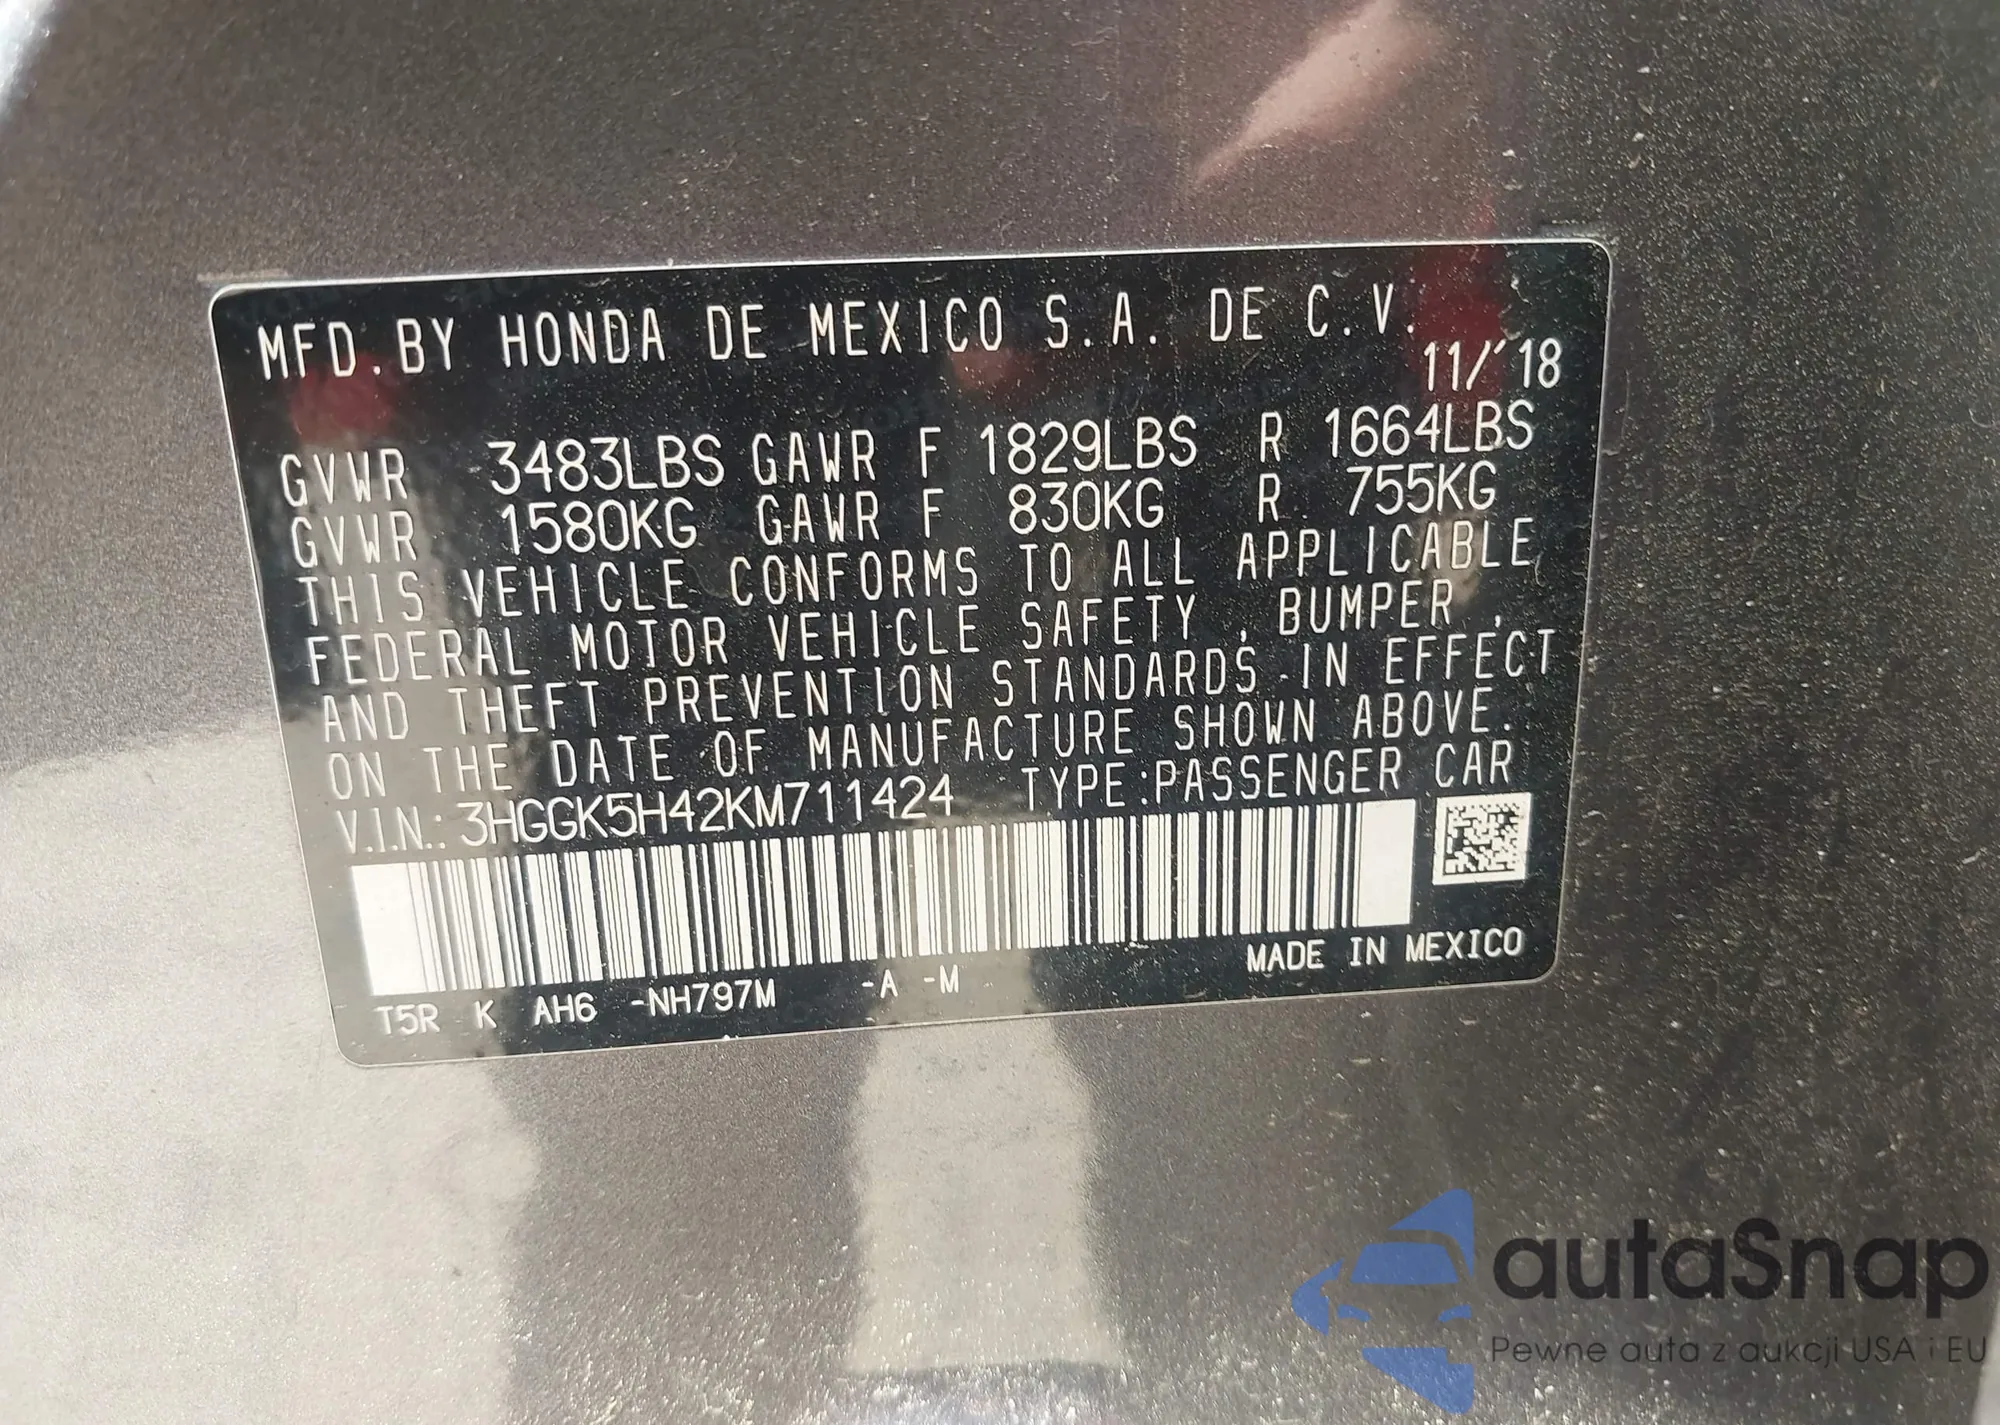 MFD.BY HONDA DE MEXICO S.A. DE C.V.
11/'18
GVWR 3483LBS GAWR F 1829LBS R 1664LBS
GVWR 1580KG GAWR F 830KG R 755KG
THIS VEHICLE CONFORMS TO ALL APPLICABLE
FEDERAL MOTOR VEHICLE SAFETY , BUMPER ,
AND THEFT PREVENTION STANDARDS IN EFFECT
ON THE DATE OF MANUFACTURE SHOWN ABOVE.
V.I.N.: 3HGGK5H42KM711424 TYPE:PASSENGER CAR
MADE IN MEXICO
T5R K AH6 -NH797M -A -M
autaSnap
Pewne auta z aukcji USA i EU